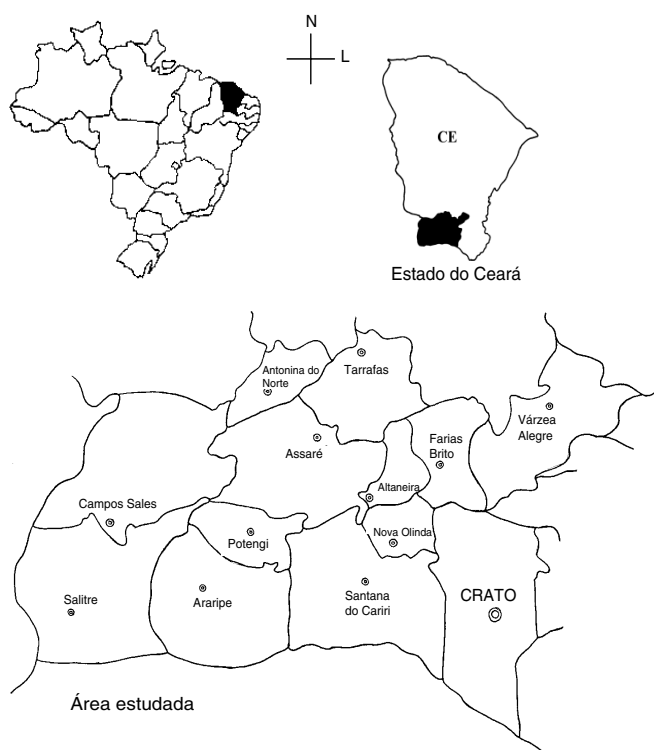 N
L
CE
Estado do Ceará
Antonina do
Norte
Tarrafas
Várzea
Alegre
Assaré
Farias
Brito
Altaneira
Campos Sales
Potengi
Nova Olinda
Salitre
Araripe
Santana
do Cariri
CRATO
Área estudada